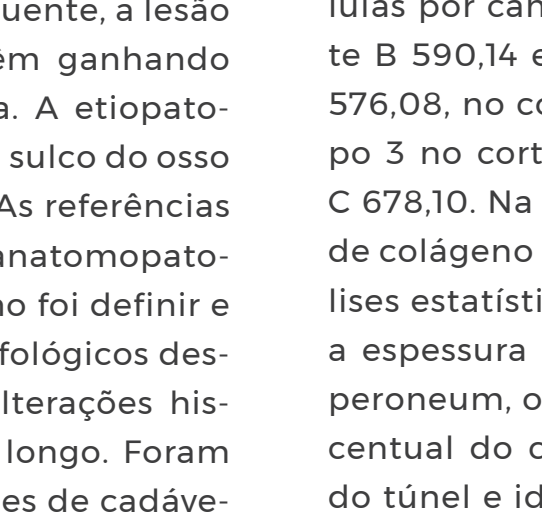 uente, a lesão
êm ganhando
a. A etiopato-
sulco do osso
As referências
anatomopato-
no foi definir e
fológicos des-
lterações his-
longo. Foram
es de cadáve-
lulas por cam
te B 590,14 e
576,08, no co
po 3 no cort
C 678,10. Na
de colágeno
lises estatísti
a espessura
peroneum, o
centual do c
do túnel e id